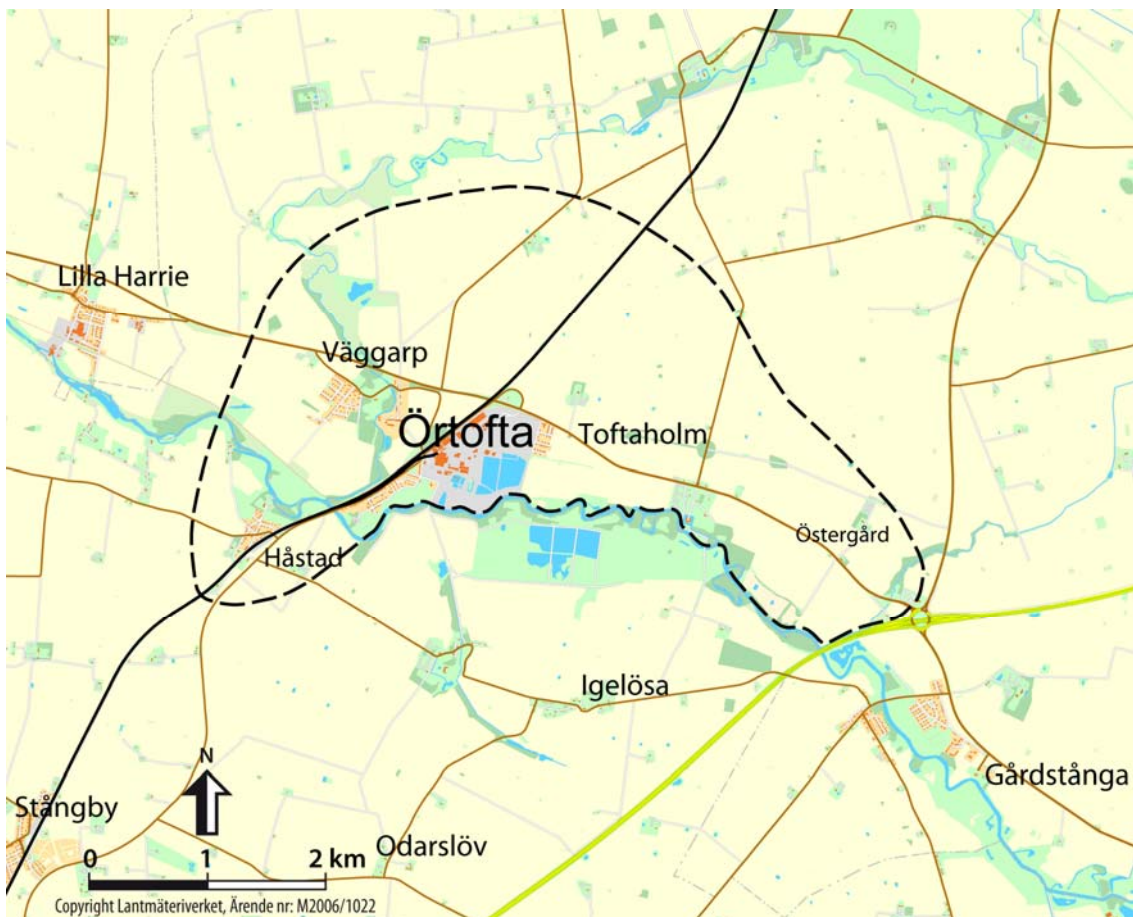 Lilla Harrie
Väggarp
Örtofta
Toftaholm
Östergård
Håstad
Igelösa
Gårdstånga
N
Stångby
Odarslöv
0 1 2 km
Copyright Lantmäteriverket, Ärende nr: M2006/1022